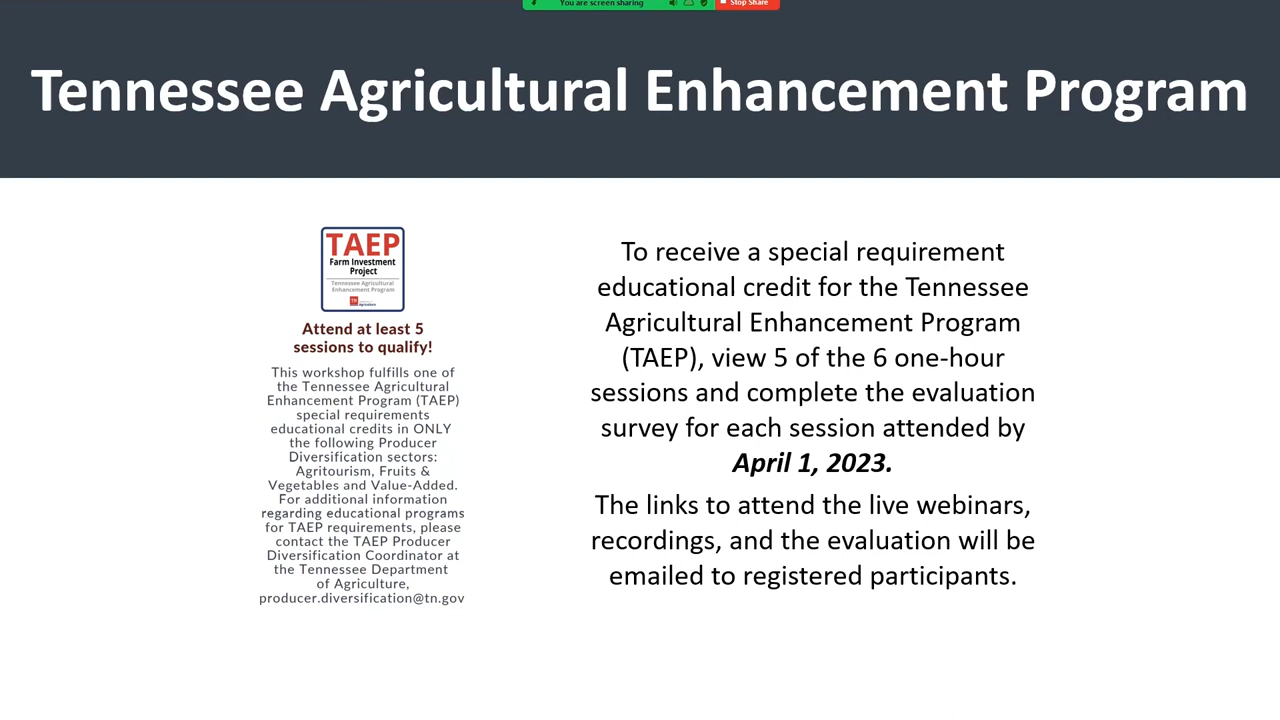 You are screen sharing
Stop Share
Tennessee Agricultural Enhancement Program
TAEP
Farm Investment
Project
Tennessee Agricultural
Enhancement Program
TN
Agriculture
Attend at least 5
sessions to qualify!
This workshop fulfills one of
the Tennessee Agricultural
Enhancement Program (TAEP)
special requirements
educational credits in ONLY
the following Producer
Diversification sectors:
Agritourism, Fruits &
Vegetables and Value-Added.
For additional information
regarding educational programs
for TAEP requirements, please
contact the TAEP Producer
Diversification Coordinator at
the Tennessee Department
of Agriculture,
producer.diversification@tn.gov
To receive a special requirement
educational credit for the Tennessee
Agricultural Enhancement Program
(TAEP), view 5 of the 6 one-hour
sessions and complete the evaluation
survey for each session attended by
April 1, 2023.
The links to attend the live webinars,
recordings, and the evaluation will be
emailed to registered participants.